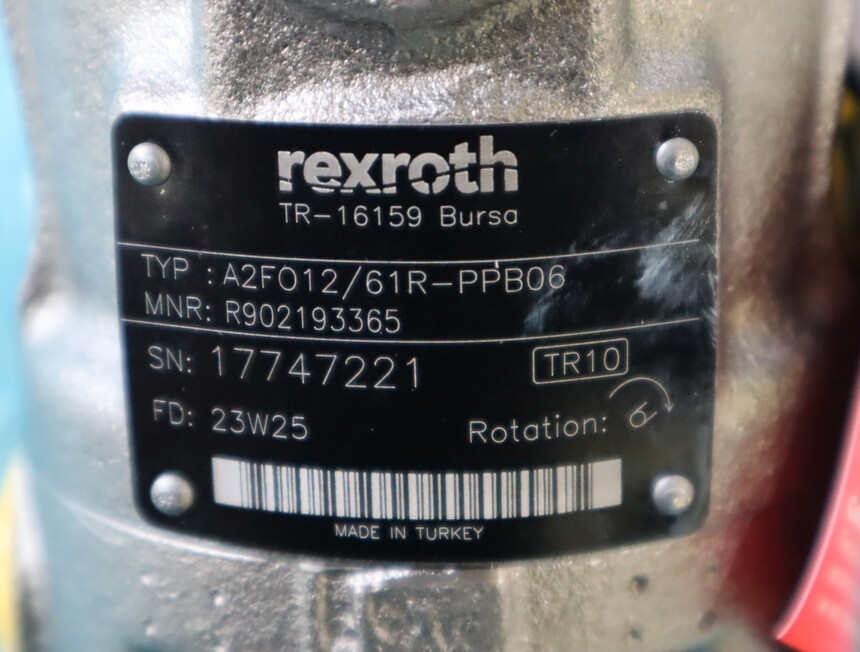 rexroth
TR-16159 Bursa
TYP : A2FO12/61R-PPB06
MNR: R902193365
SN: 17747221 TR10
FD: 23W25 Rotation:
MADE IN TURKEY